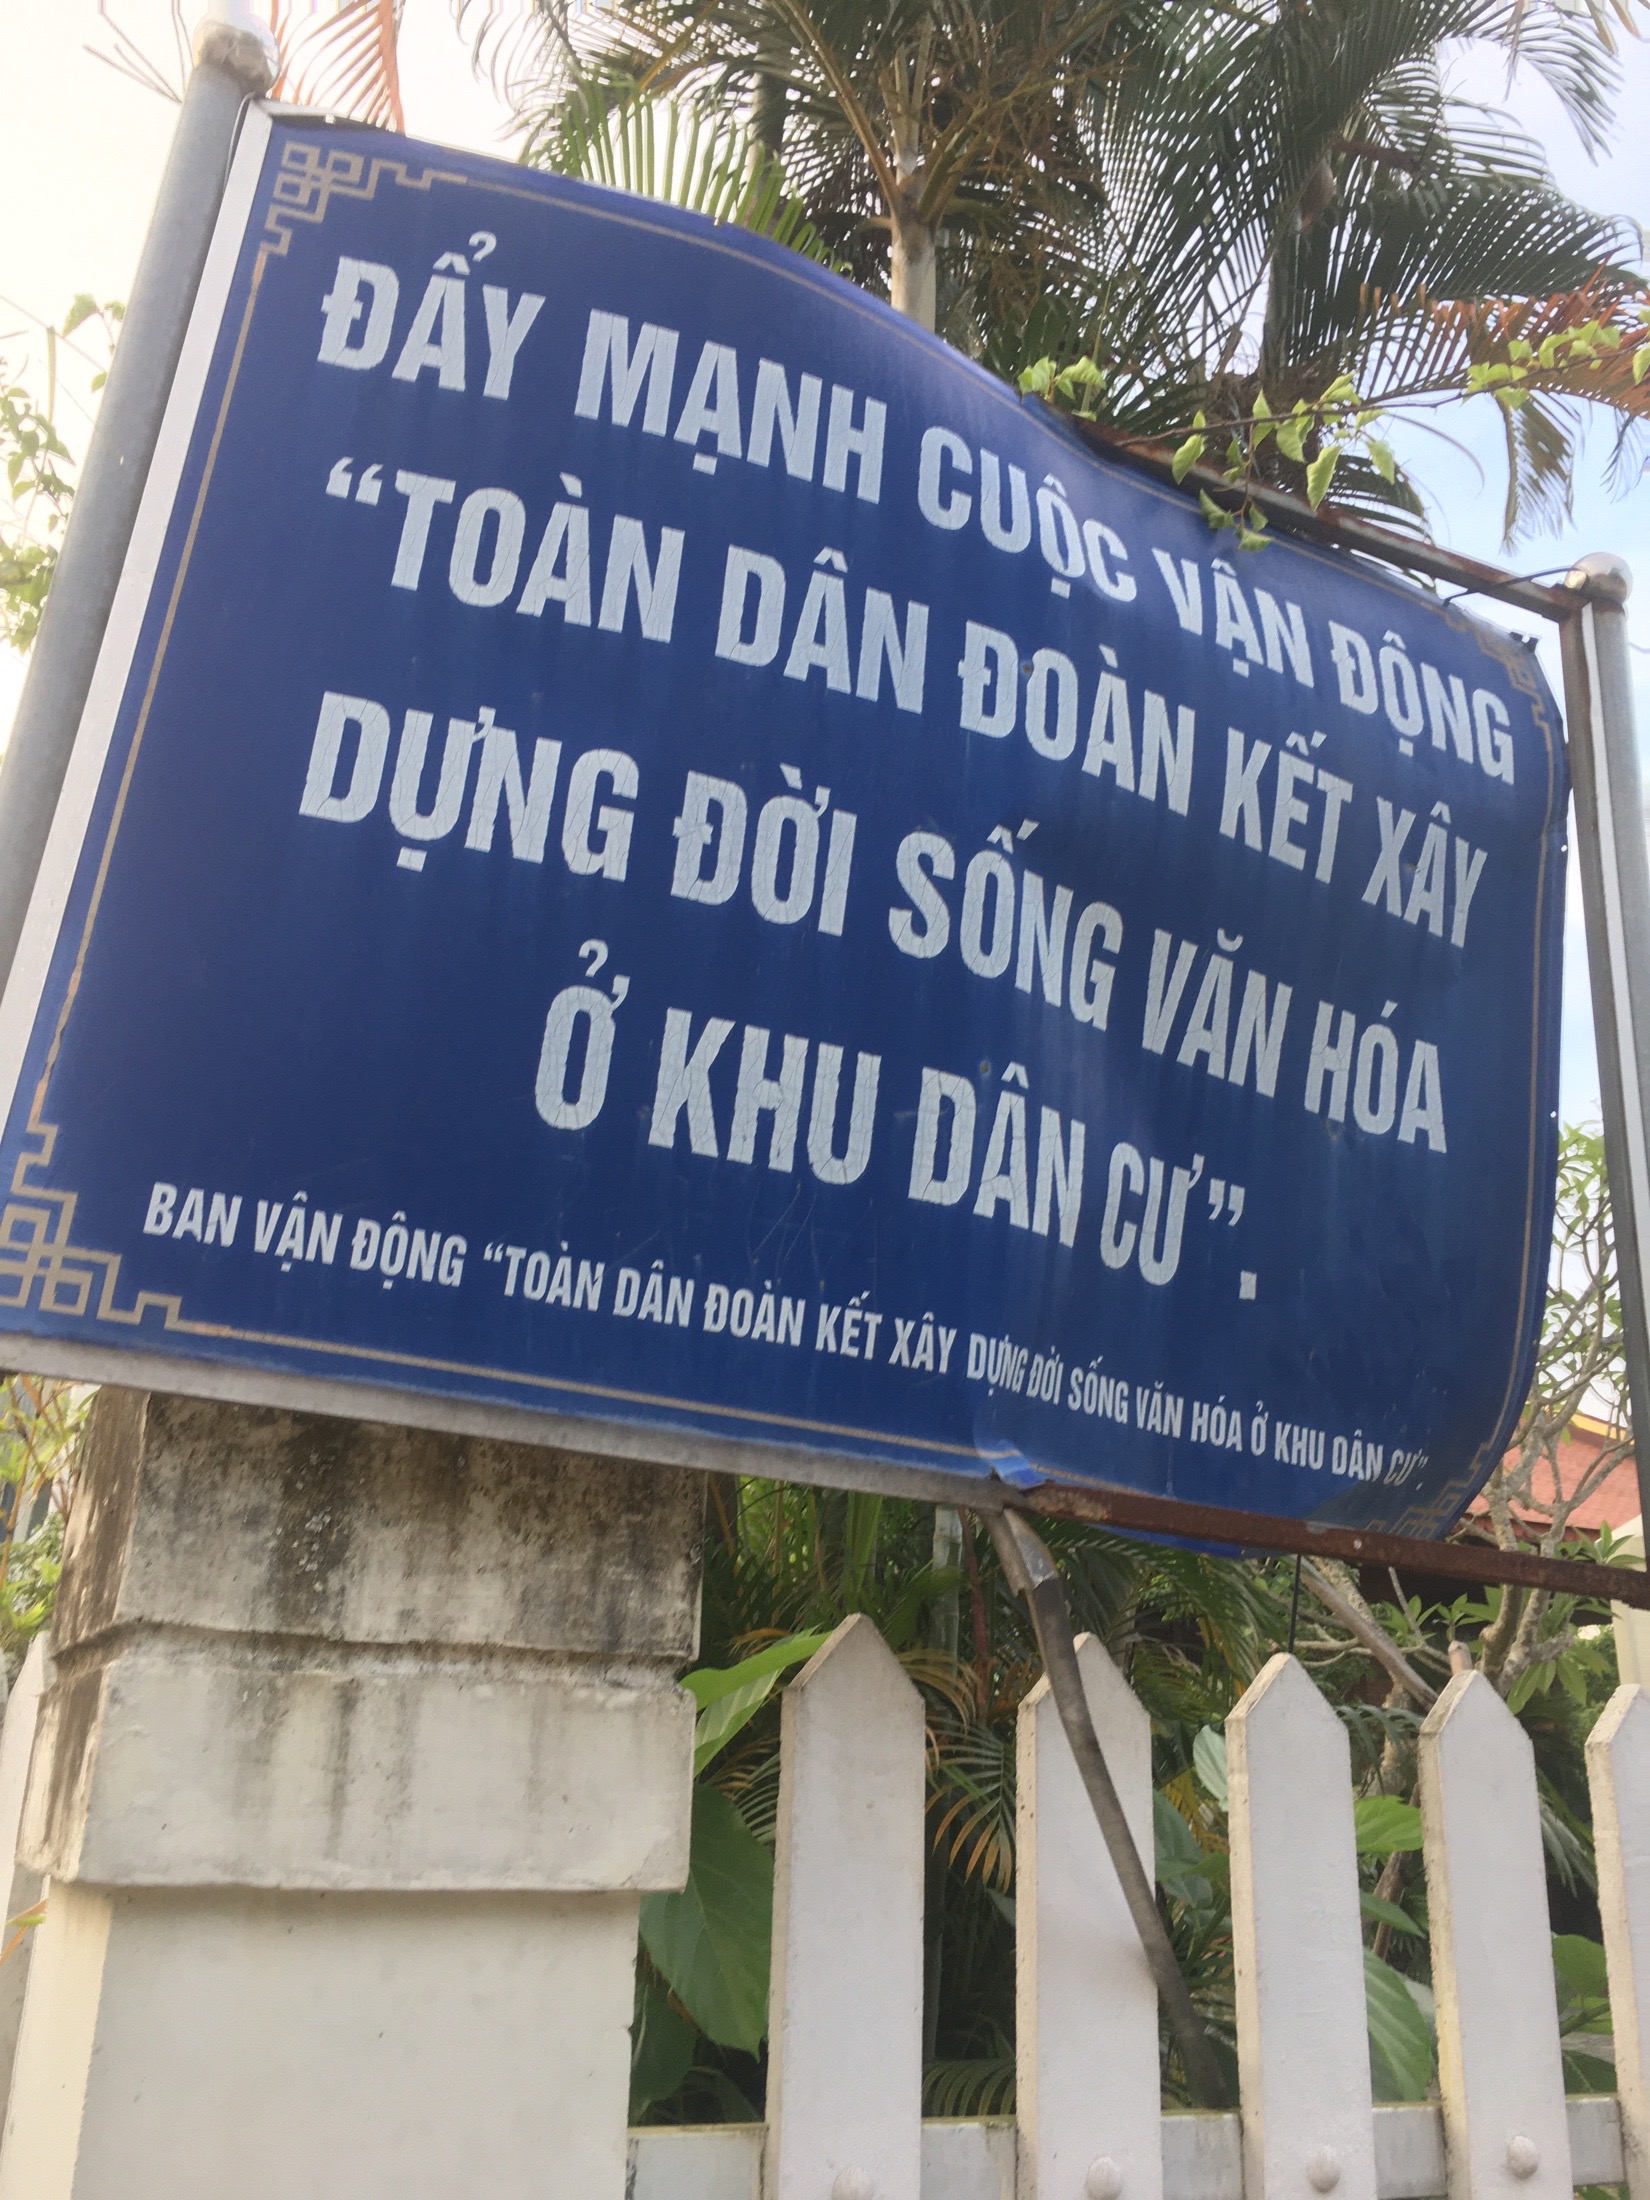 ĐẨY MẠNH CUỘC VẬN ĐỘNG
“TOÀN DÂN ĐOÀN KẾT XÂY
DỰNG ĐỜI SỐNG VĂN HÓA
Ở KHU DÂN CƯ”.
BAN VẬN ĐỘNG “TOÀN DÂN ĐOÀN KẾT XÂY DỰNG ĐỜI SỐNG VĂN HÓA Ở KHU DÂN CƯ”